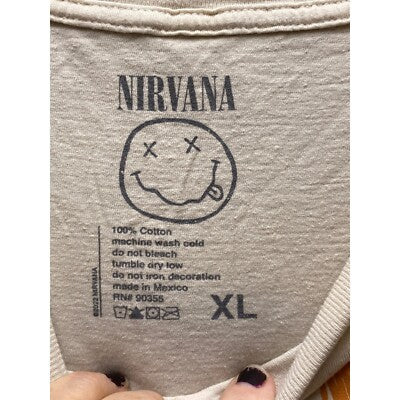 NIRVANA
100% Cotton
machine wash cold
do not bleach
tumble dry low
do not iron decoration
made in Mexico
RN# 90355
XL
©2022 NIRVANA